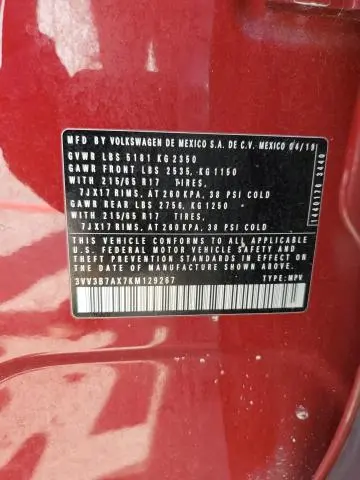 MFD BY VOLKSWAGEN DE MEXICO S.A. DE C.V. MEXICO 04/19
GVWR LBS 5181 KG 2350
GAWR FRONT LBS 2535, KG 1150
WITH 215/65 R17 TIRES,
7JX17 RIMS, AT 260 KPA, 38 PSI COLD
GAWR REAR LBS 2756, KG 1250
WITH 215/65 R17 TIRES,
7JX17 RIMS, AT 260 KPA, 38 PSI COLD
THIS VEHICLE CONFORMS TO ALL APPLICABLE
U.S. FEDERAL MOTOR VEHICLE SAFETY AND
THEFT PREVENTION STANDARDS IN EFFECT ON
THE DATE OF MANUFACTURE SHOWN ABOVE.
3VV3B7AX7KM129267 TYPE: MPV
1440126 3440